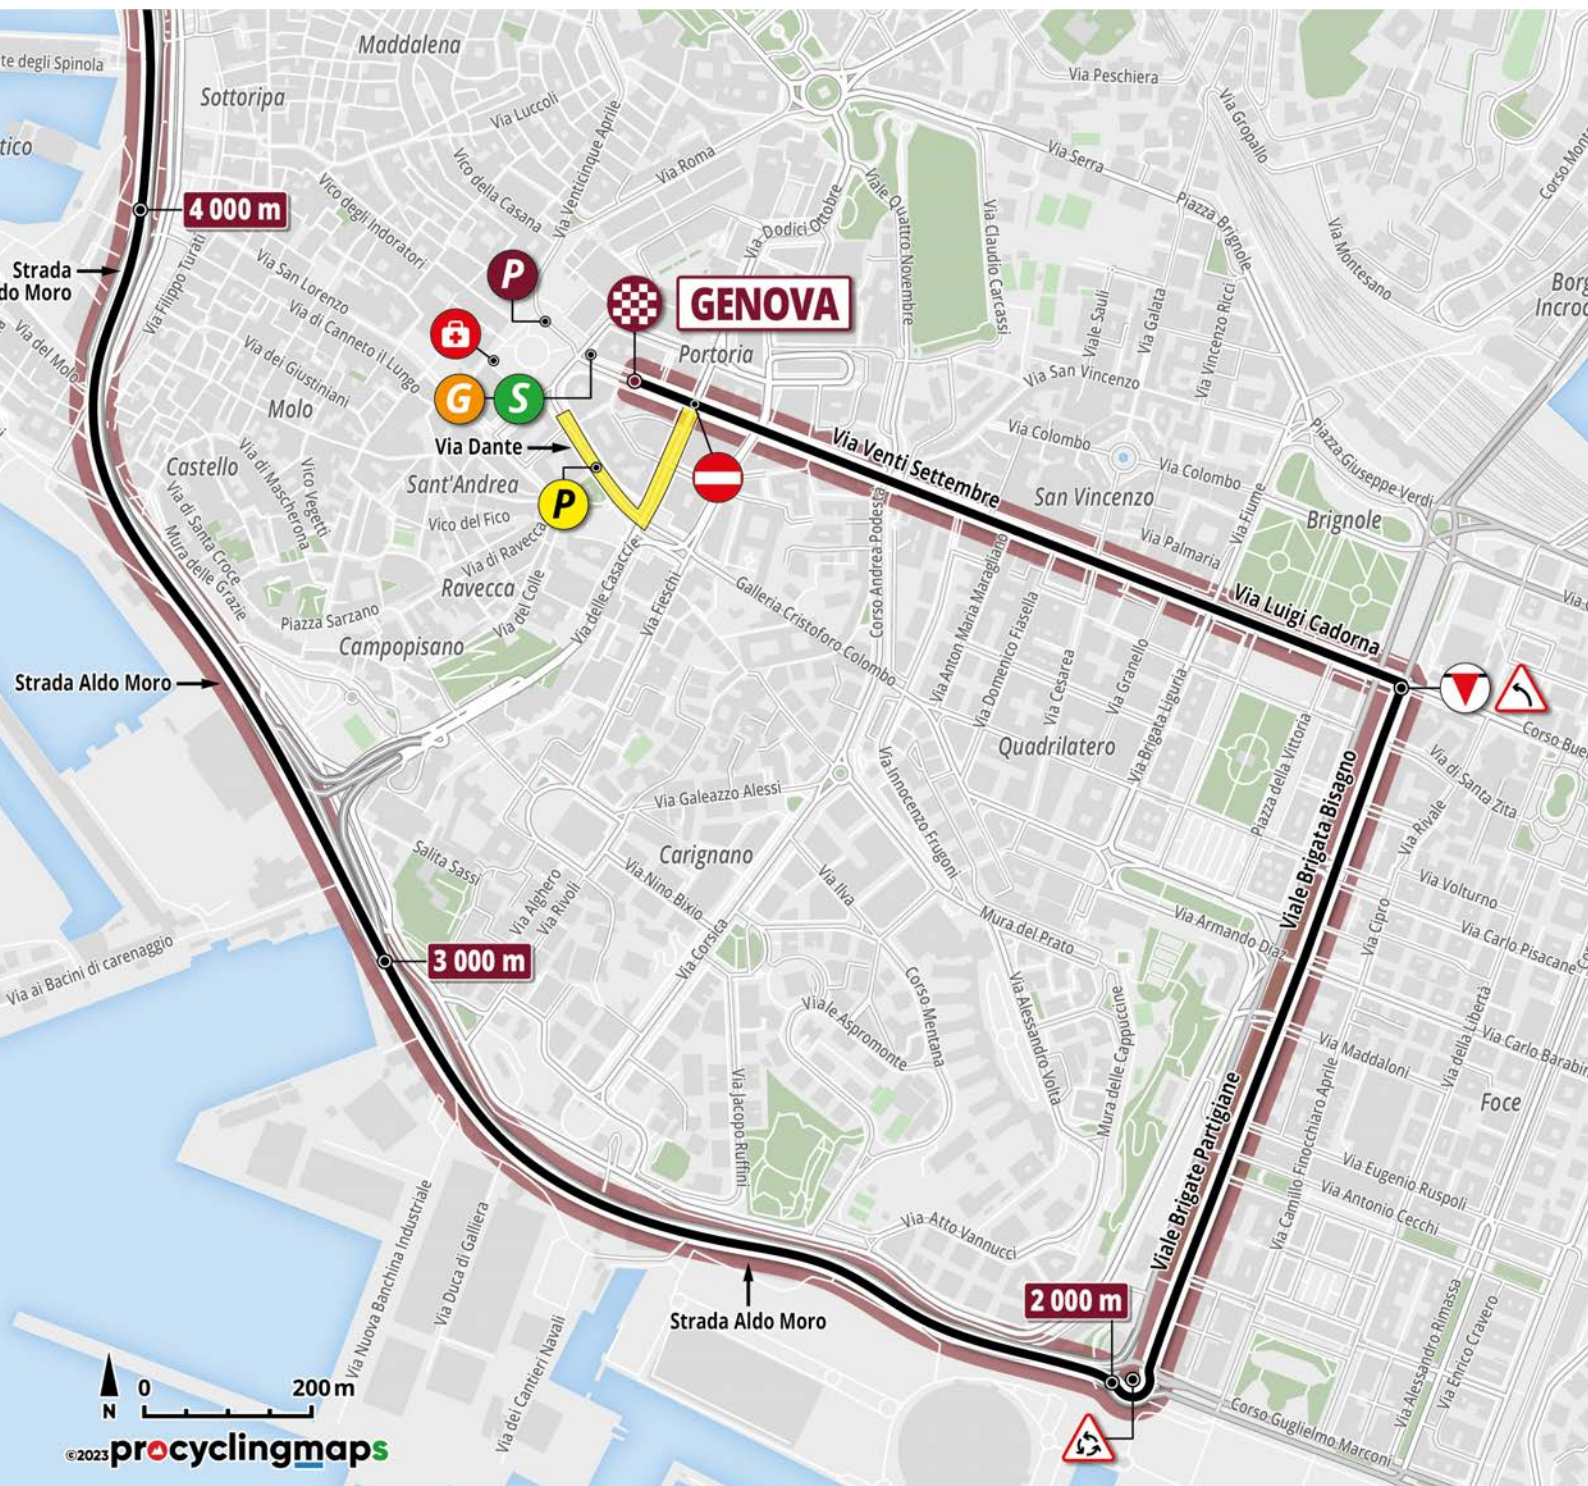 Maddalena
te degli Spinola
Via Peschiera
Sottoripa
Via Luccoli
Via Gropallo
tico
Via Venticinque Aprile
Via Roma
Via Serra
Corso Mont
Vico della Casana
Vico degli Indoratori
Viale Quattro Novembre
Via Dodici Ottobre
Via Claudio Carcassi
Piazza Brignole
4 000 m
Via Filippo Turati
Via San Lorenzo
Via Montesano
Strada
do Moro
P
GENOVA
Borg
Incroc
Via di Canneto il Lungo
Viale Sauli
Via Galata
Via Vincenzo Ricci
Via del Molo
Via dei Giustiniani
Portoria
Via San Vincenzo
G
S
Molo
Via Dante
Via Venti Settembre
Via Colombo
Via Colombo
Piazza Giuseppe Verdi
Castello
Via di Mascherona
Vico Vegetti
Sant'Andrea
P
San Vincenzo
Via Fiume
Brignole
Via di Santa Croce
Mura delle Grazie
Vico del Fico
Via di Ravecca
Corso Andrea Podestà
Via Palmaria
Ravecca
Via del Colle
Via delle Casaccie
Via Fieschi
Galleria Cristoforo Colombo
Via Anton Maria Maragliano
Via Domenico Fiasella
Via Luigi Cadorna
Piazza Sarzano
Campopisano
Via Cesarea
Via Granello
Via Brigata Liguria
Strada Aldo Moro
Quadrilatero
Piazza della Vittoria
Viale Brigata Bisagno
Corso Bue
Via di Santa Zita
Via Innocenzo Frugoni
Via Galeazzo Alessi
Via Rivale
Salita Sassi
Carignano
Via Alghero
Via Rivoli
Via Nino Bixio
Via Ilva
Via Volturno
Mura del Prato
Via Armando Diaz
Via Cipro
Via Carlo Pisacane
Via Corsica
3 000 m
Via ai Bacini di carenaggio
Corso Mentana
Viale Aspromonte
Via Alessandro Volta
Mura delle Cappuccine
Via della Libertà
Via Maddaloni
Via Carlo Barabin
Via Jacopo Ruffini
Viale Brigate Partigiane
Via Camillo Finocchiaro Aprile
Foce
Via Eugenio Ruspoli
Via Antonio Cecchi
Via Nuova Banchina Industriale
Via Duca di Galliera
Via Atto Vannucci
2 000 m
Strada Aldo Moro
Via dei Cantieri Navali
Via Alessandro Rimassa
Via Enrico Cravero
Corso Guglielmo Marconi
0
200 m
N
©2023 procyclingmaps